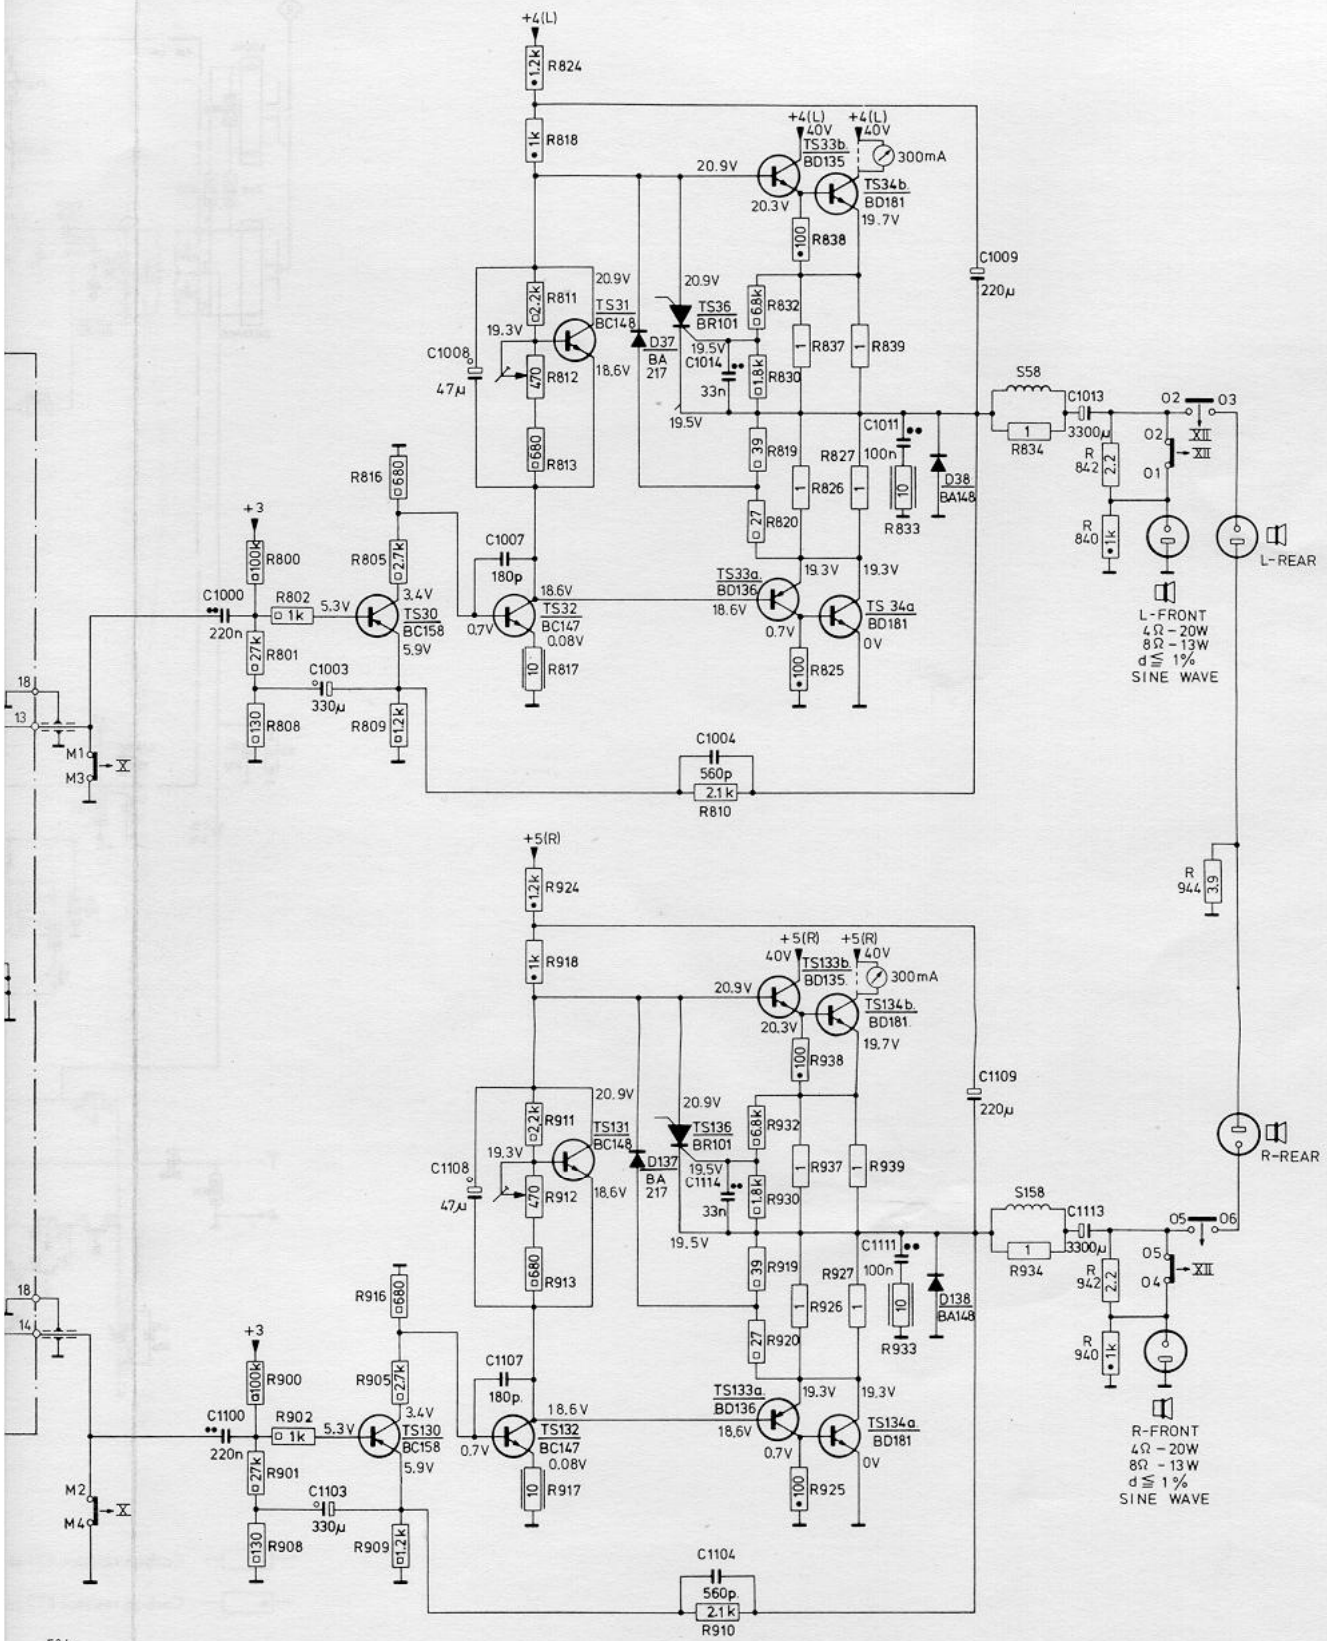 +4(L)
1.2k R824
1k R818
+4(L) +4(L)
40V 40V
TS33b.
BD135
300mA
20.9V
TS34b.
BD181
20.3V
19.7V
100 R838
C1009
220µ
20.9V 20.9V
2.2k R811
TS31
BC148
TS36
BR101
6.8k R832
19.3V
D37
BA
217
19.5V
C1014
33n
1 R837 1 R839
C1008
47µ
470 R812
18.6V
1.8k R830
S58
C1013
3300µ
O2 O3
XII
19.5V
1
R834
O2
XII
O1
R
842 2.2
680 R813
39 R819
R827
C1011
100n
R816 680
1 R826 1
10
R833
D38
BA148
+3
27 R820
100k R800
R805 2.7k
C1007
180p
R
840 1k
L-REAR
C1000
220n
R802
1k
5.3V
3.4V
TS30
BC158
5.9V
18.6V
0.7V
TS32
BC147
0.08V
TS33a.
BD136
18.6V
0.7V
19.3V 19.3V
TS 34a
BD181
0V
L-FRONT
4Ω-20W
8Ω-13W
d ≦ 1%
SINE WAVE
27k R801
C1003
330µ
10 R817
100 R825
18
13
130 R808
R809 1.2k
M1
M3
X
C1004
560p
2.1k
R810
+5(R)
1.2k R924
R
944 3.9
1k R918
+5(R) +5(R)
40V 40V
TS133b.
BD135.
300mA
20.9V
TS134b.
BD181.
20.3V
19.7V
100 R938
C1109
220µ
20.9V 20.9V
2.2k R911
TS131
BC148
TS136
BR101
6.8k R932
R-REAR
19.3V
D137
BA
217
19.5V
C1114
33n
1 R937 1 R939
C1108
47µ
470 R912
18.6V
1.8k R930
S158
C1113
3300µ
O5 O6
19.5V
1
R934
O5
XII
O4
R
942 2.2
680 R913
39 R919
R927
C1111
100n
R916 680
1 R926 1
10
R933
D138
BA148
18
14
+3
27 R920
100k R900
R905 2.7k
C1107
180p.
R
940 1k
C1100
220n
R902
1k
5.3V
3.4V
TS130
BC158
5.9V
18.6V
0.7V
TS132
BC147
0.08V
TS133a.
BD136
18.6V
0.7V
19.3V 19.3V
TS134a.
BD181
0V
R-FRONT
4Ω-20W
8Ω-13W
d ≦ 1%
SINE WAVE
27k R901
C1103
330µ
10 R917
100 R925
M2
M4
X
130 R908
R909 1.2k
C1104
560p.
2.1k
R910